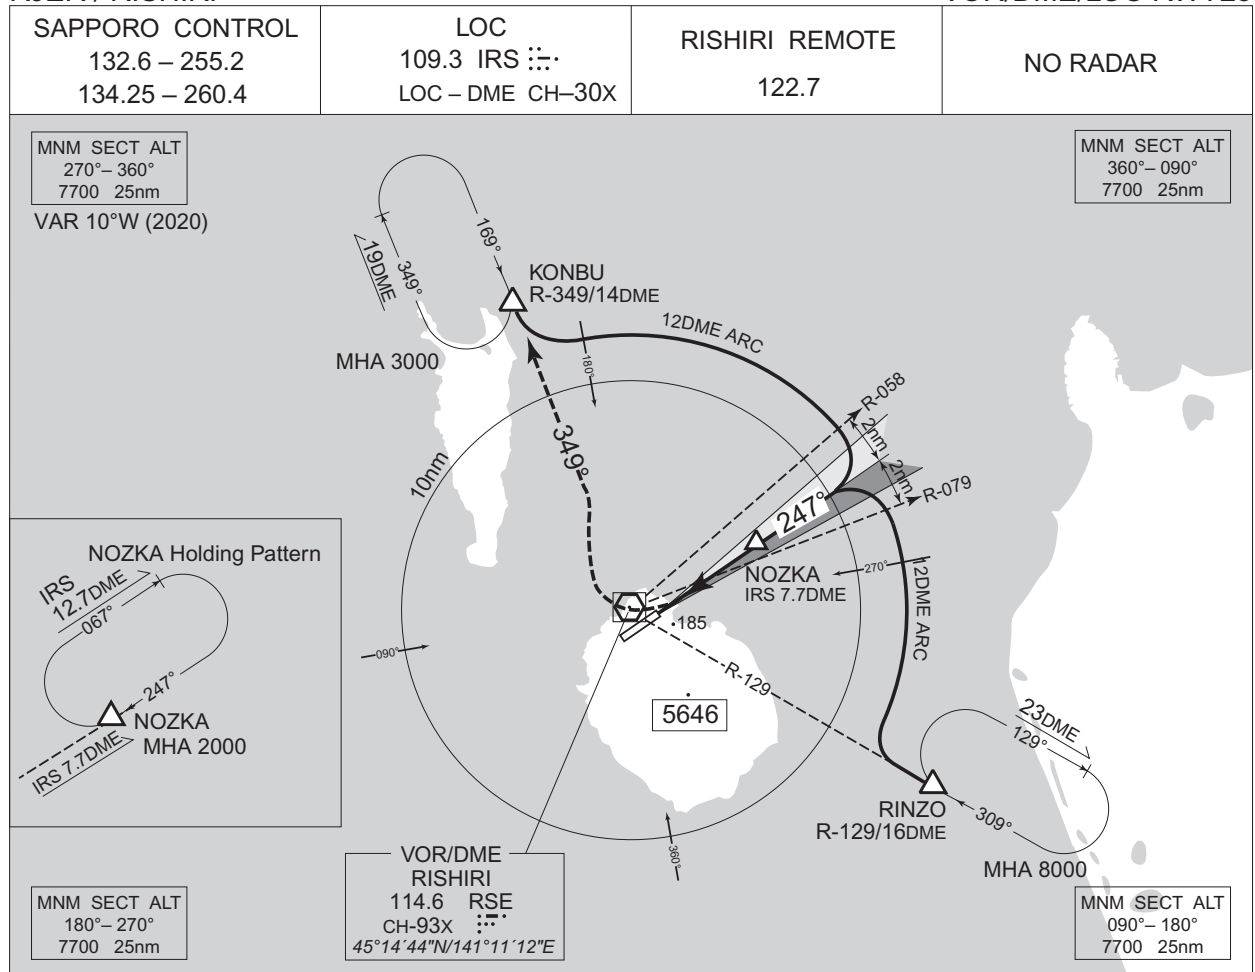 SAPPORO CONTROL
132.6 – 255.2
134.25 – 260.4
LOC
109.3 IRS
LOC – DME CH–30X
RISHIRI REMOTE
122.7
NO RADAR
MNM SECT ALT
270°– 360°
7700 25nm
VAR 10°W (2020)
MNM SECT ALT
360°– 090°
7700 25nm
169°
349°
19DME
KONBU
R-349/14DME
MHA 3000
12DME ARC
180°
R-058
2nm
2nm
R-079
349°
10nm
247°
NOZKA
IRS 7.7DME
270°
12DME ARC
NOZKA Holding Pattern
IRS
12.7DME
067°
247°
NOZKA
MHA 2000
IRS 7.7DME
090°
185
R-129
5646
23DME
129°
309°
RINZO
R-129/16DME
MHA 8000
360°
VOR/DME
RISHIRI
114.6 RSE
CH-93X
45°14´44"N/141°11´12"E
MNM SECT ALT
180°– 270°
7700 25nm
MNM SECT ALT
090°– 180°
7700 25nm